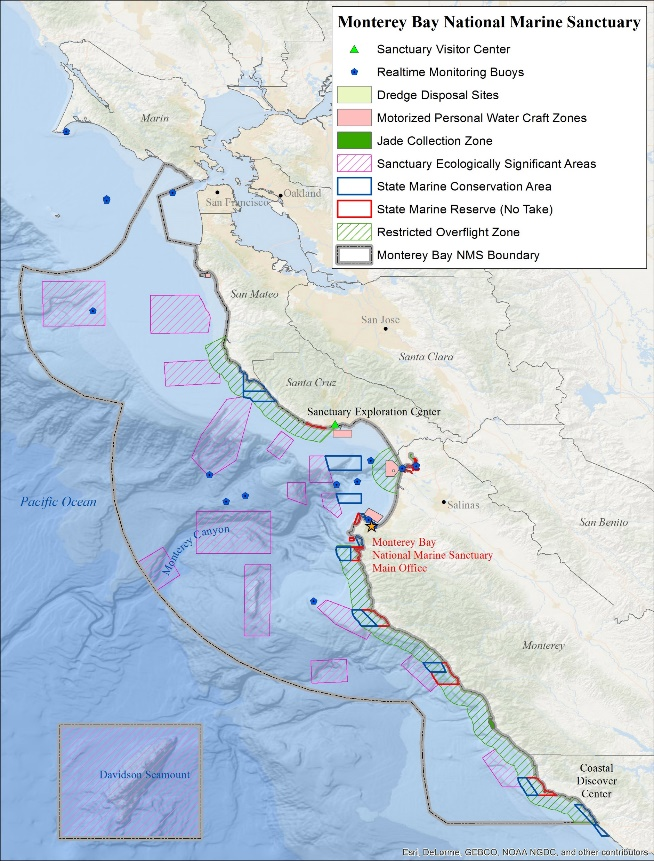 Monterey Bay National Marine Sanctuary
Sanctuary Visitor Center
Realtime Monitoring Buoys
Dredge Disposal Sites
Motorized Personal Water Craft Zones
Jade Collection Zone
Sanctuary Ecologically Significant Areas
State Marine Conservation Area
State Marine Reserve (No Take)
Restricted Overflight Zone
Monterey Bay NMS Boundary
Marin
San Francisco
Oakland
San Mateo
San Jose
Santa Clara
Santa Cruz
Sanctuary Exploration Center
Pacific Ocean
Salinas
San Benito
Monterey Canyon
Monterey Bay
National Marine Sanctuary
Main Office
Monterey
Davidson Seamount
Coastal
Discover
Center
Esri, DeLorme, GEBCO, NOAA NGDC, and other contributors